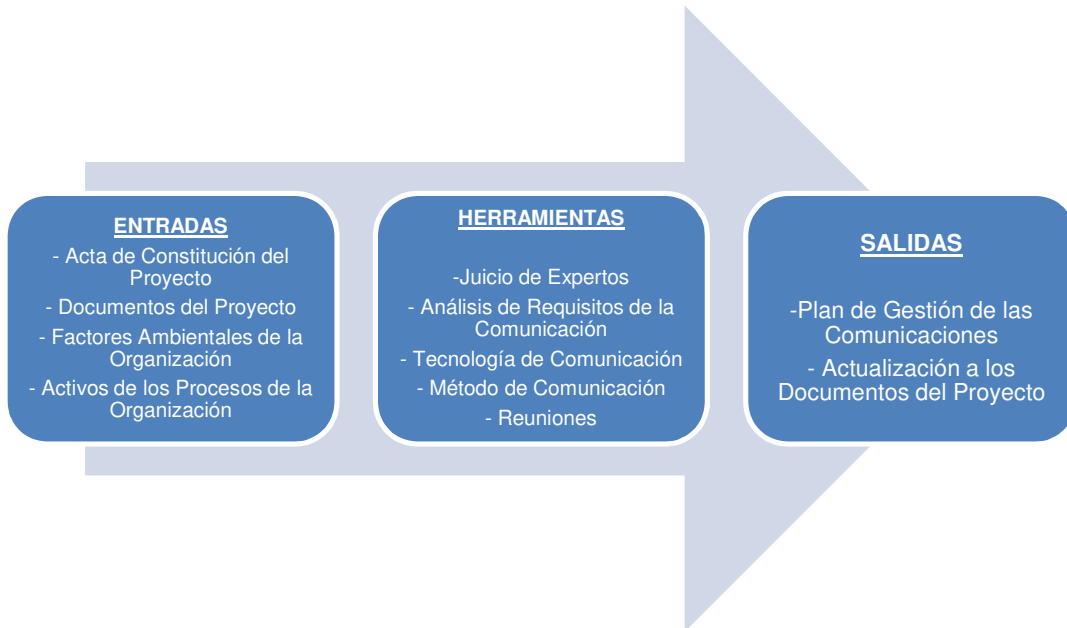 ENTRADAS
- Acta de Constitución del
Proyecto
- Documentos del Proyecto
- Factores Ambientales de la
Organización
- Activos de los Procesos de la
Organización
HERRAMIENTAS
-Juicio de Expertos
- Análisis de Requisitos de la
Comunicación
- Tecnología de Comunicación
- Método de Comunicación
- Reuniones
SALIDAS
-Plan de Gestión de las
Comunicaciones
- Actualización a los
Documentos del Proyecto